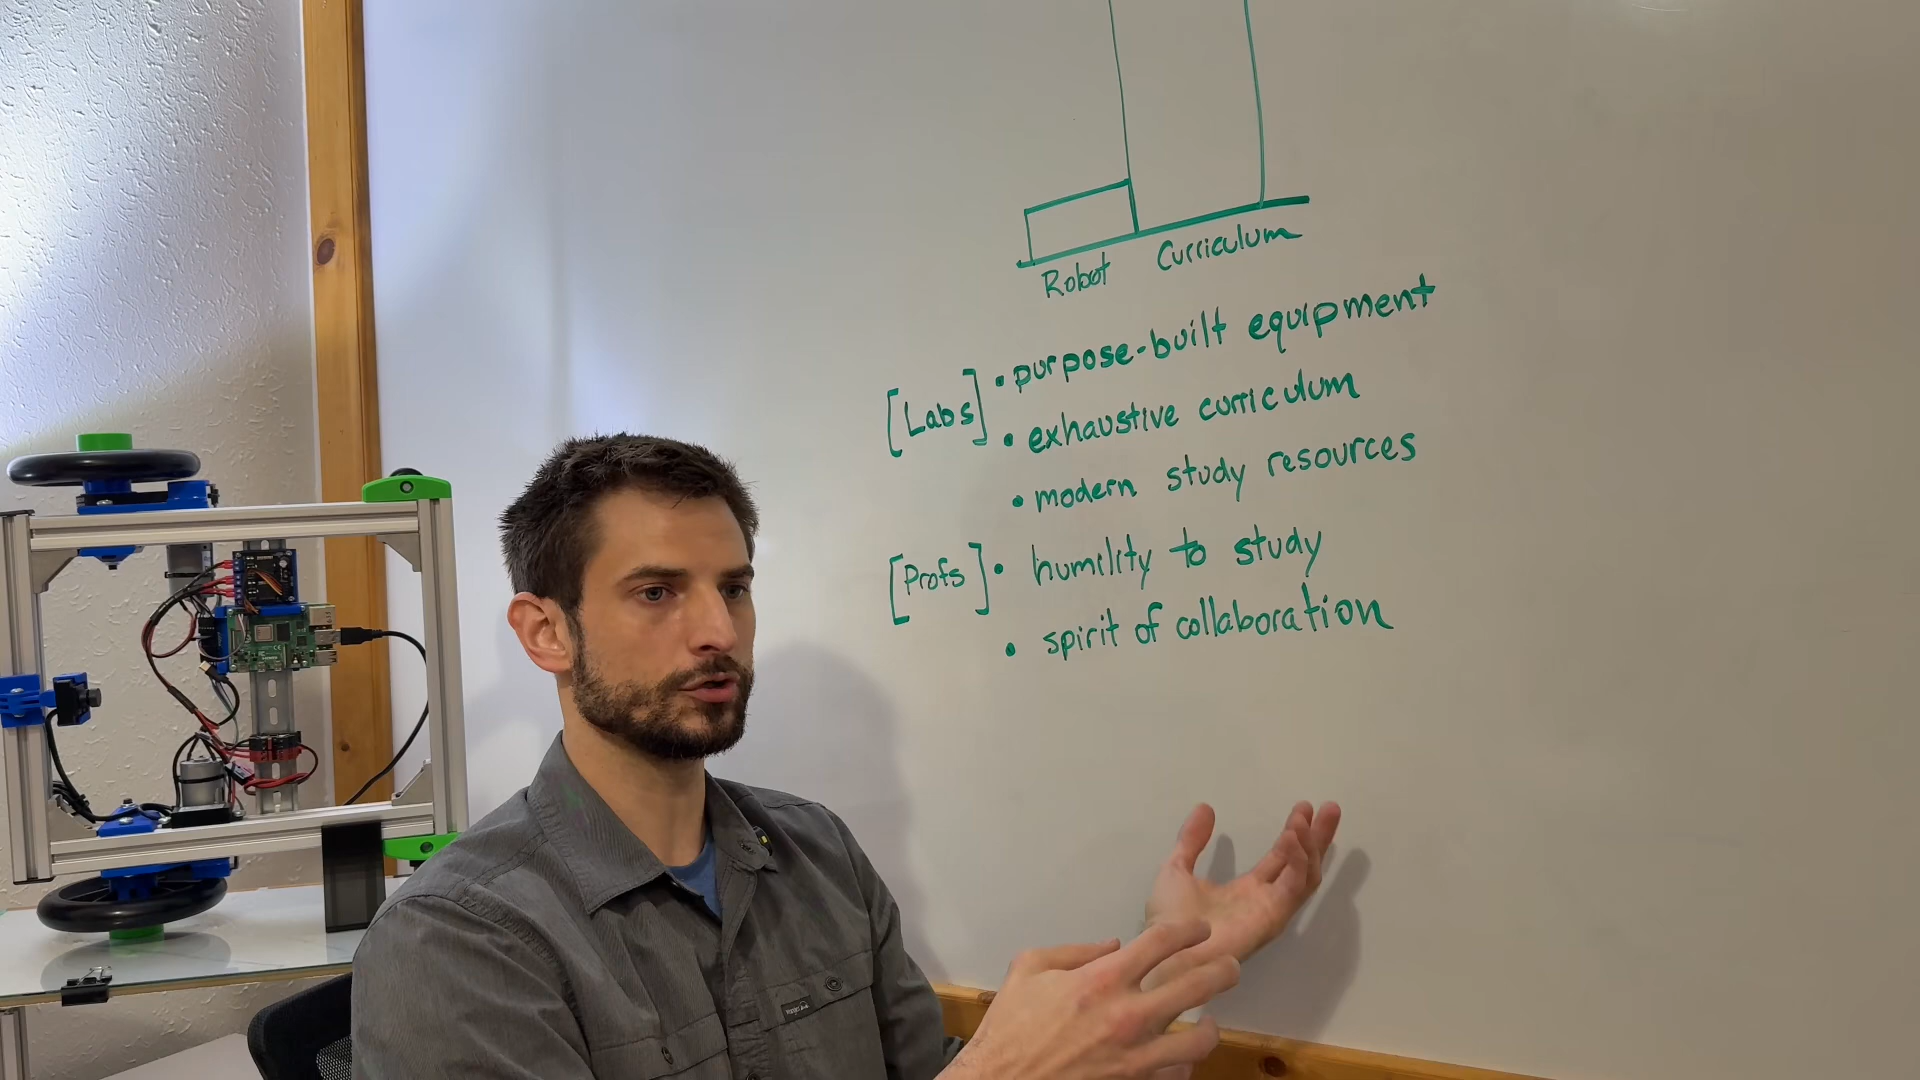 Robot Curriculum
[Labs] • purpose-built equipment
• exhaustive curriculum
• modern study resources
[Profs] • humility to study
• spirit of collaboration